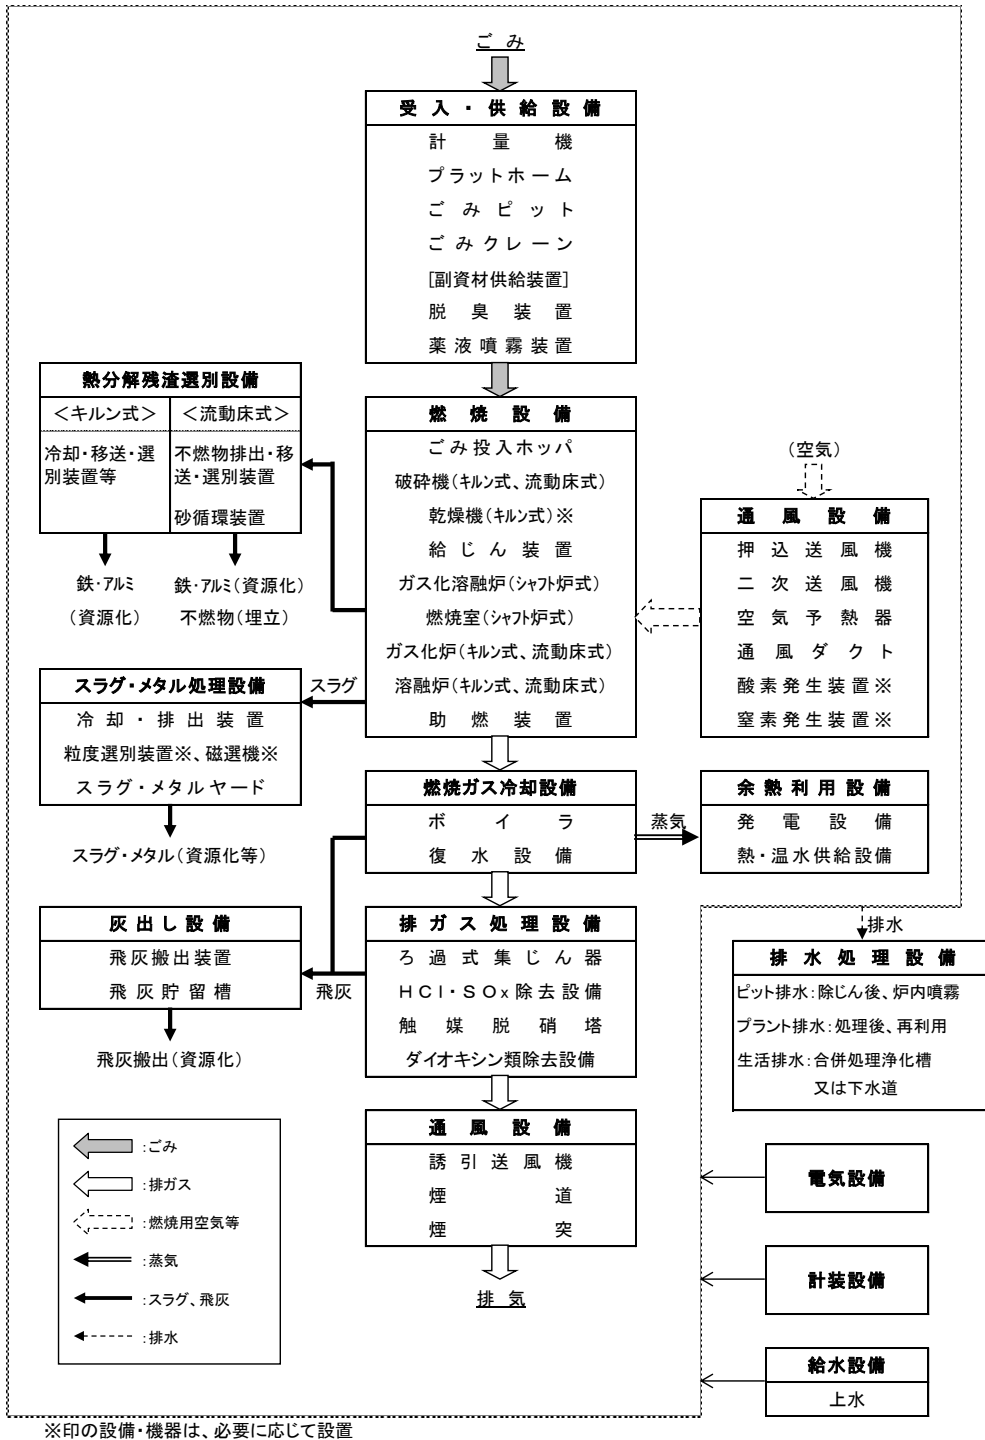 ごみ
受入・供給設備
計量機
プラットホーム
ごみピット
ごみクレーン
[副資材供給装置]
脱臭装置
薬液噴霧装置
熱分解残渣選別設備
＜キルン式＞
＜流動床式＞
冷却・移送・選
別装置等
不燃物排出・移
送・選別装置
砂循環装置
鉄・アルミ
(資源化)
鉄・アルミ(資源化)
不燃物(埋立)
燃焼設備
ごみ投入ホッパ
破砕機(キルン式、流動床式)
乾燥機(キルン式)※
給じん装置
ガス化溶融炉(シャフト炉式)
燃焼室(シャフト炉式)
ガス化炉(キルン式、流動床式)
溶融炉(キルン式、流動床式)
助燃装置
(空気)
通風設備
押込送風機
二次送風機
空気予熱器
通風ダクト
酸素発生装置※
窒素発生装置※
スラグ
スラグ・メタル処理設備
冷却・排出装置
粒度選別装置※、磁選機※
スラグ・メタルヤード
スラグ・メタル(資源化等)
燃焼ガス冷却設備
ボイラ
復水設備
蒸気
余熱利用設備
発電設備
熱・温水供給設備
灰出し設備
飛灰搬出装置
飛灰貯留槽
飛灰搬出(資源化)
飛灰
排ガス処理設備
ろ過式集じん器
HCl・SOx除去設備
触媒脱硝塔
ダイオキシン類除去設備
排水
排水処理設備
ピット排水：除じん後、炉内噴霧
プラント排水：処理後、再利用
生活排水：合併処理浄化槽
又は下水道
通風設備
誘引送風機
煙道
煙突
排気
:ごみ
:排ガス
:燃焼用空気等
:蒸気
:スラグ、飛灰
:排水
電気設備
計装設備
給水設備
上水
※印の設備・機器は、必要に応じて設置